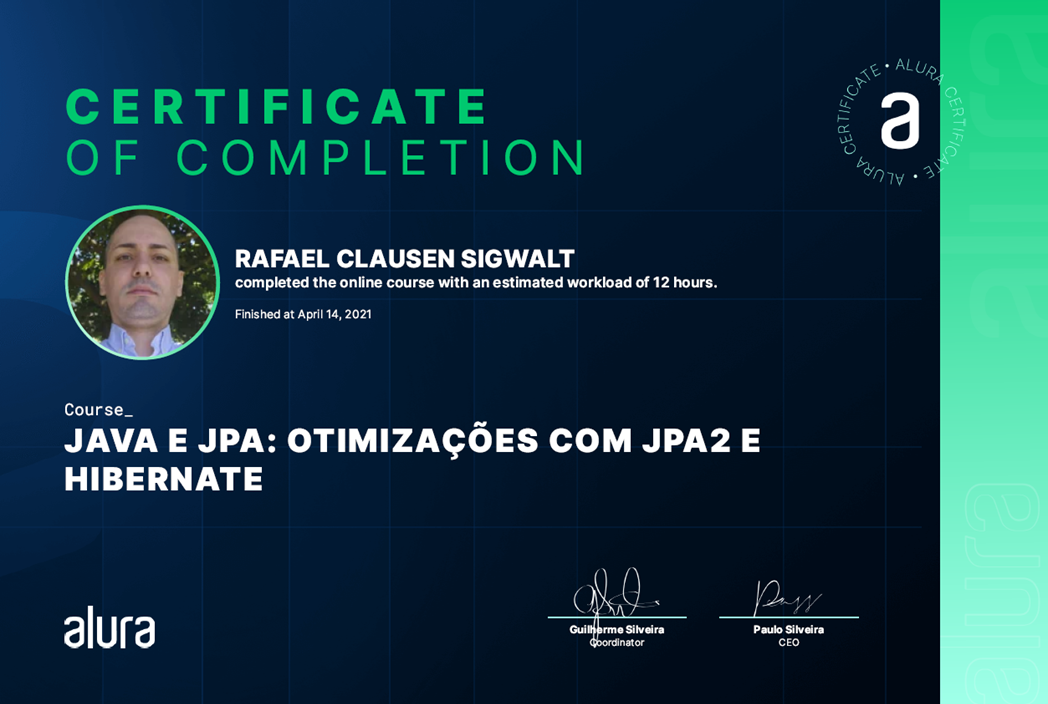 CERTIFICATE
OF COMPLETION
ALURA CERTIFICATE • ALURA CERTIFICATE •
a
RAFAEL CLAUSEN SIGWALT
completed the online course with an estimated workload of 12 hours.
Finished at April 14, 2021
Course_
JAVA E JPA: OTIMIZAÇÕES COM JPA2 E
HIBERNATE
alura
Guilherme Silveira
Coordinator
Paulo Silveira
CEO
alura
alura